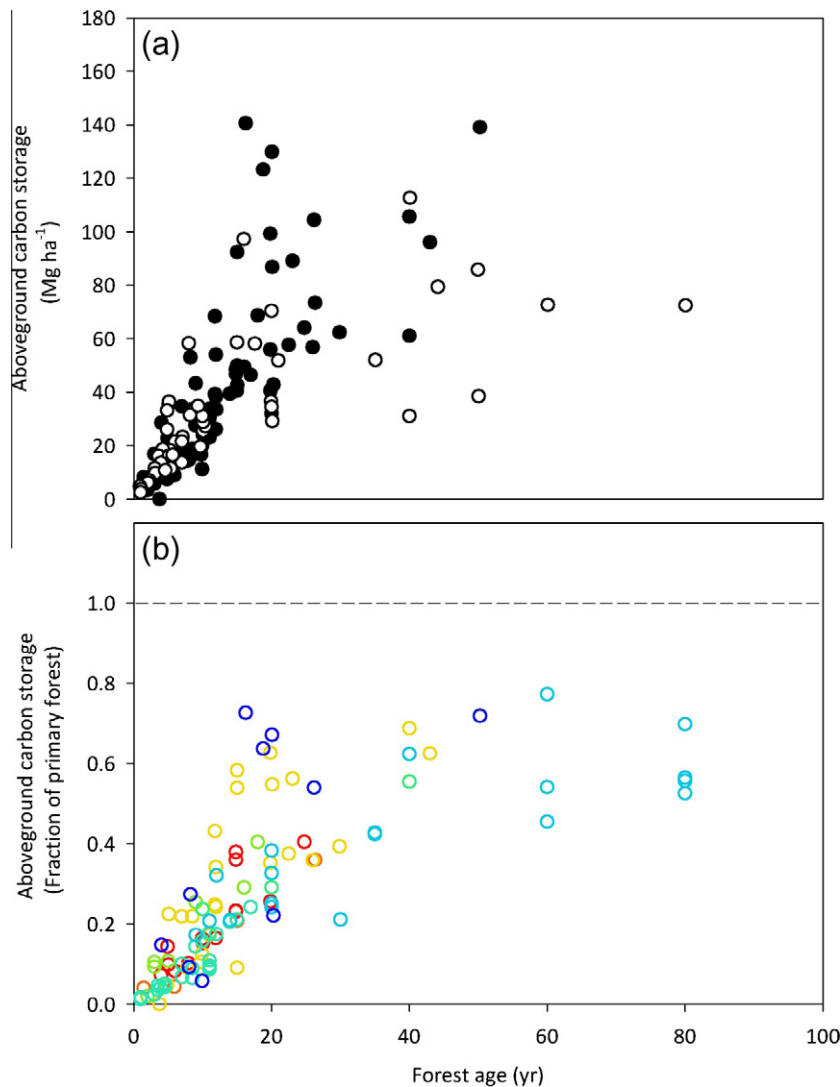 (a)
180
160
140
120
100
80
60
40
20
0
Aboveground carbon storage
(Mg ha⁻¹)
(b)
1.0
0.8
0.6
0.4
0.2
0.0
Aboveground carbon storage
(Fraction of primary forest)
0 20 40 60 80 100
Forest age (yr)